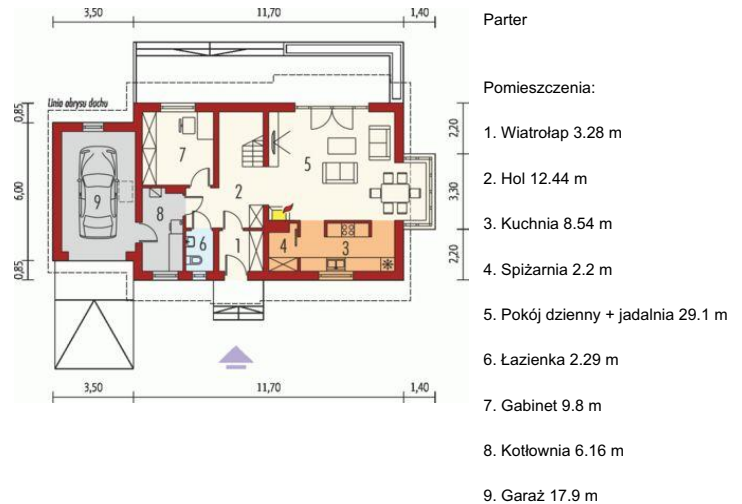 3,50 11,70 1,40
Linia obrysu dachu
0,85
6,00
0,85
2,20
3,30
2,20
7
5
9
2
8
6
1
4
3
3,50 11,70 1,40
Parter
Pomieszczenia:
1. Wiatrołap 3.28 m
2. Hol 12.44 m
3. Kuchnia 8.54 m
4. Spiżarnia 2.2 m
5. Pokój dzienny + jadalnia 29.1 m
6. Łazienka 2.29 m
7. Gabinet 9.8 m
8. Kotłownia 6.16 m
9. Garaż 17.9 m